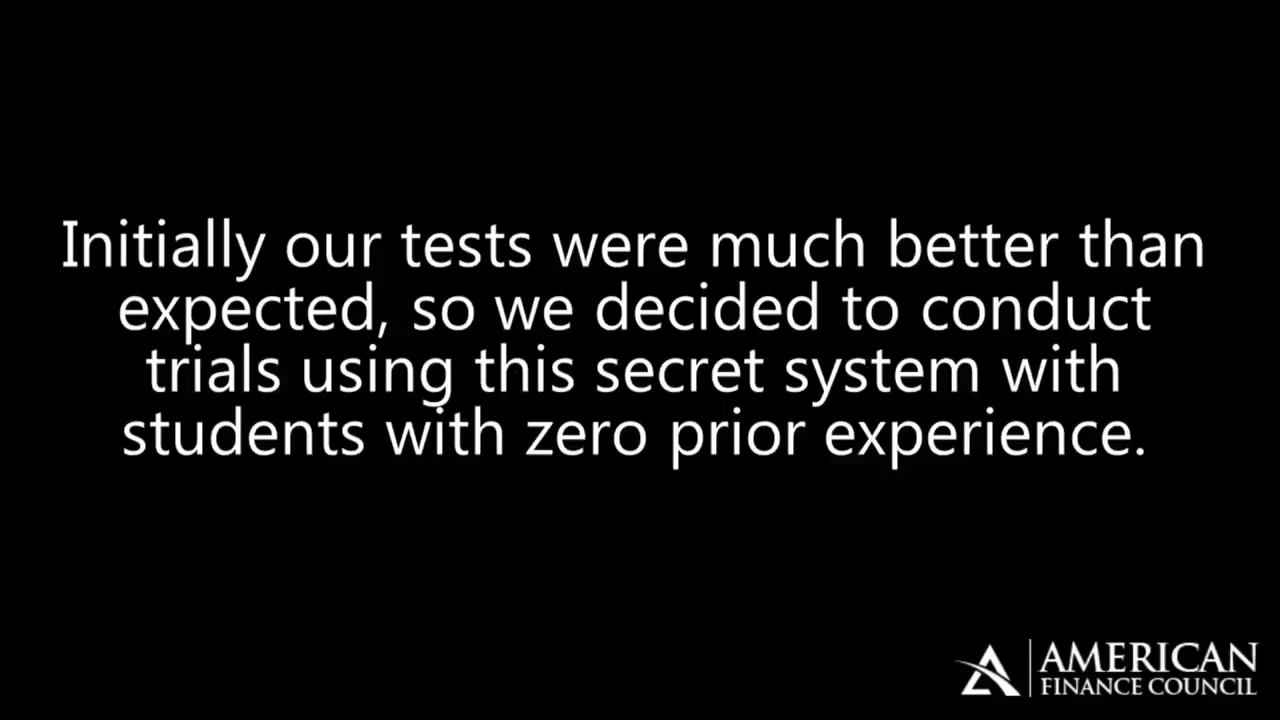 Initially our tests were much better than
expected, so we decided to conduct
trials using this secret system with
students with zero prior experience.
AMERICAN
FINANCE COUNCIL